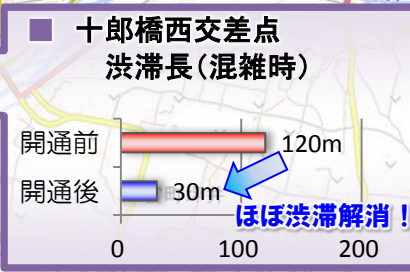 ■ 十郎橋西交差点
渋滞長(混雑時)
開通前 120m
開通後 30m
ほぼ渋滞解消!
0 100 200